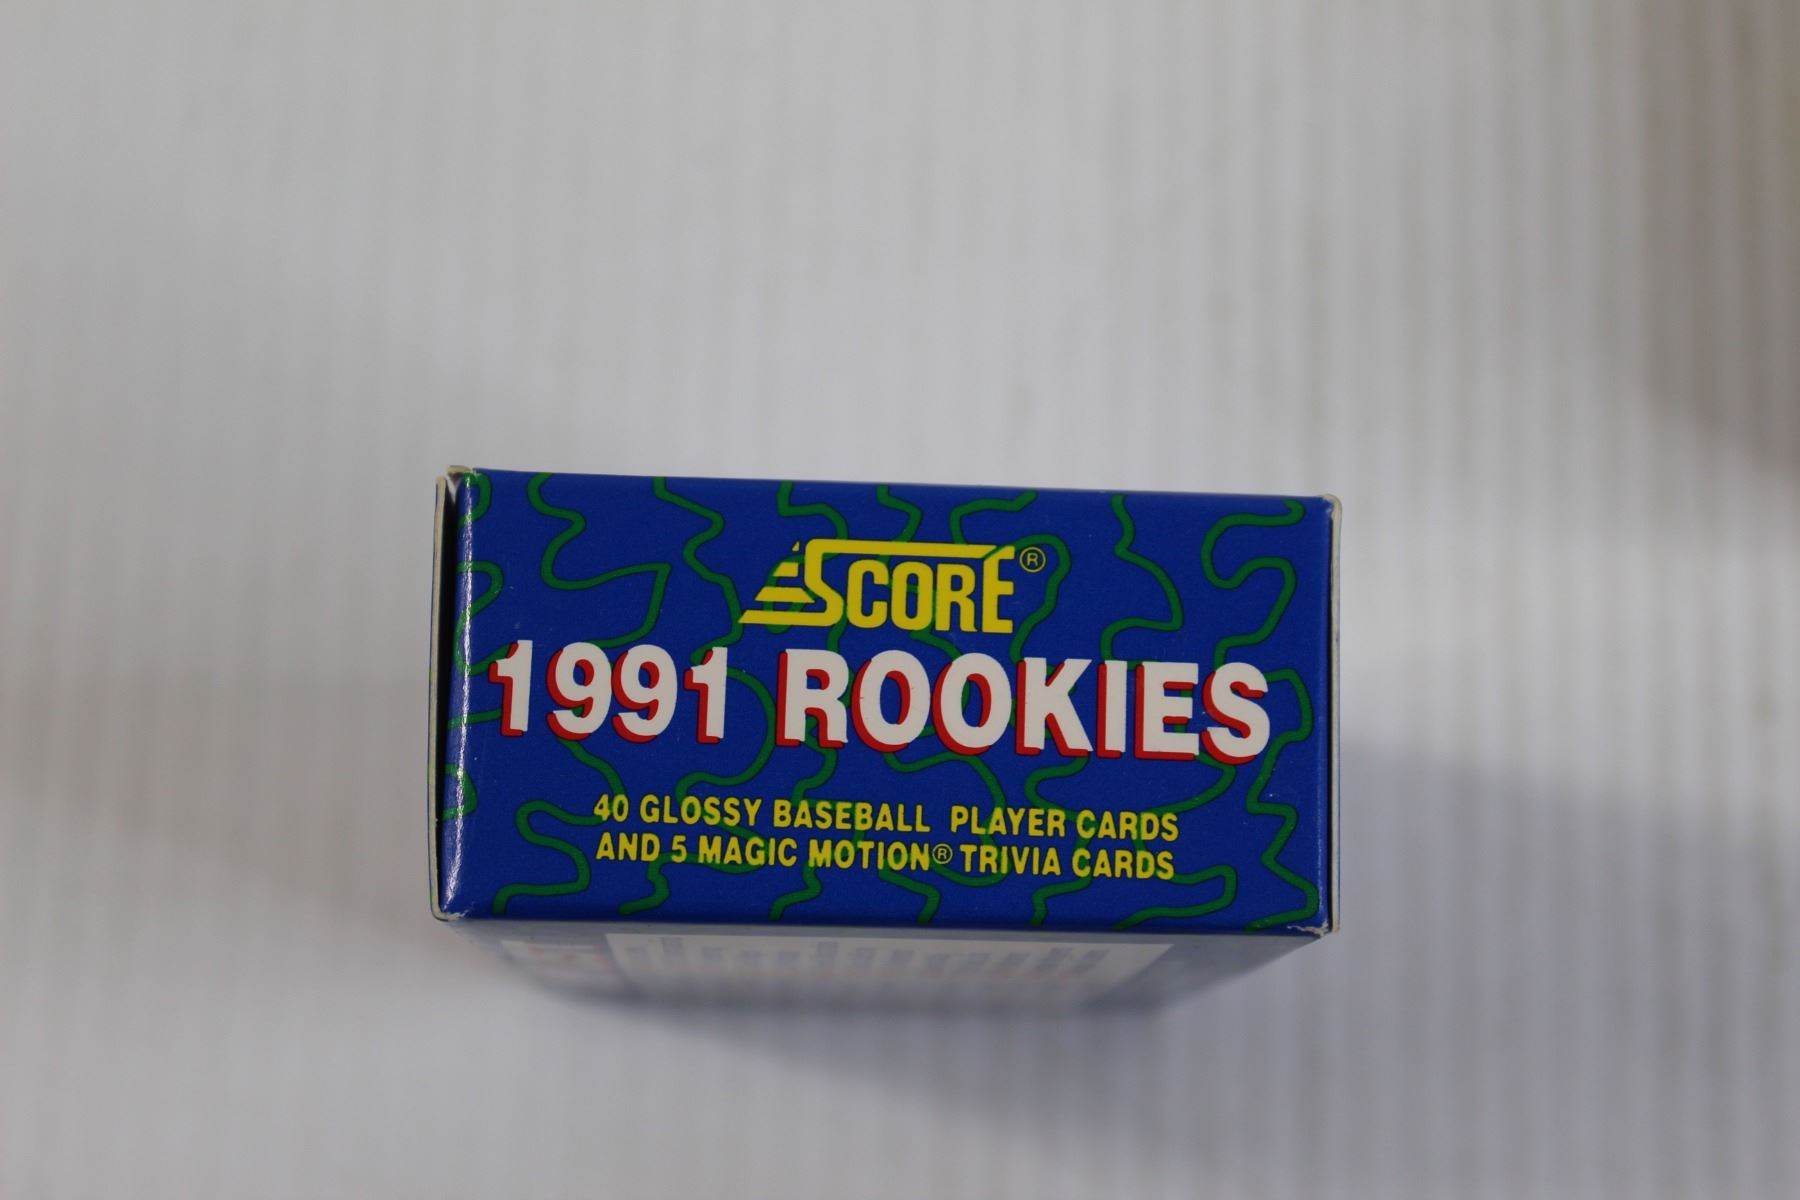 SCORE®
1991 ROOKIES
40 GLOSSY BASEBALL PLAYER CARDS
AND 5 MAGIC MOTION® TRIVIA CARDS